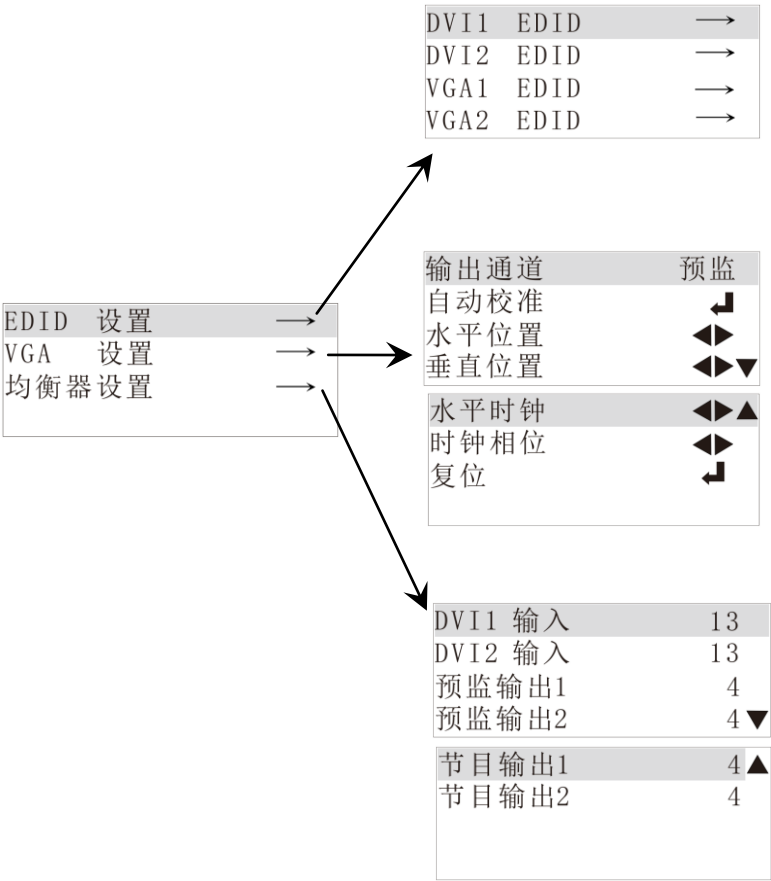 DVI1 EDID →
DVI2 EDID →
VGA1 EDID →
VGA2 EDID →
EDID 设置 →
VGA 设置 →
均衡器设置 →
输出通道 预监
自动校准
水平位置 ◀▶
垂直位置 ◀▶▼
水平时钟 ◀▶▲
时钟相位 ◀▶
复位
DVI1 输入 13
DVI2 输入 13
预监输出1 4
预监输出2 4▼
节目输出1 4▲
节目输出2 4